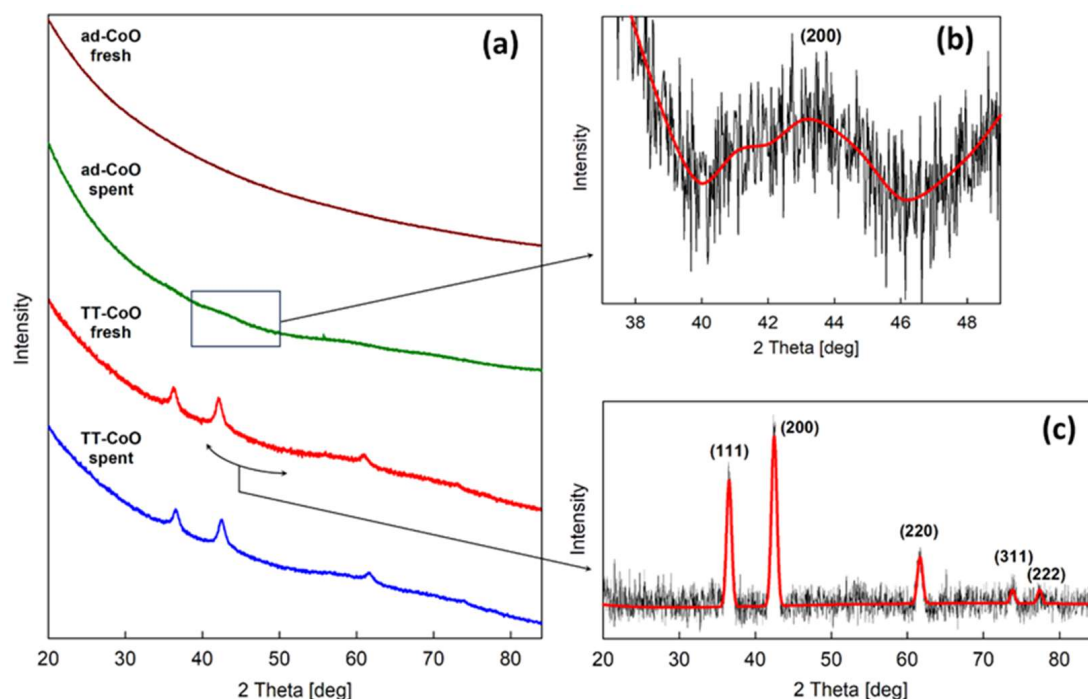 (a)
ad-CoO
fresh
ad-CoO
spent
TT-CoO
fresh
TT-CoO
spent
Intensity
20 30 40 50 60 70 80
2 Theta [deg]
(b)
(200)
Intensity
38 40 42 44 46 48
2 Theta [deg]
(c)
(111)
(200)
(220)
(311)
(222)
Intensity
20 30 40 50 60 70 80
2 Theta [deg]